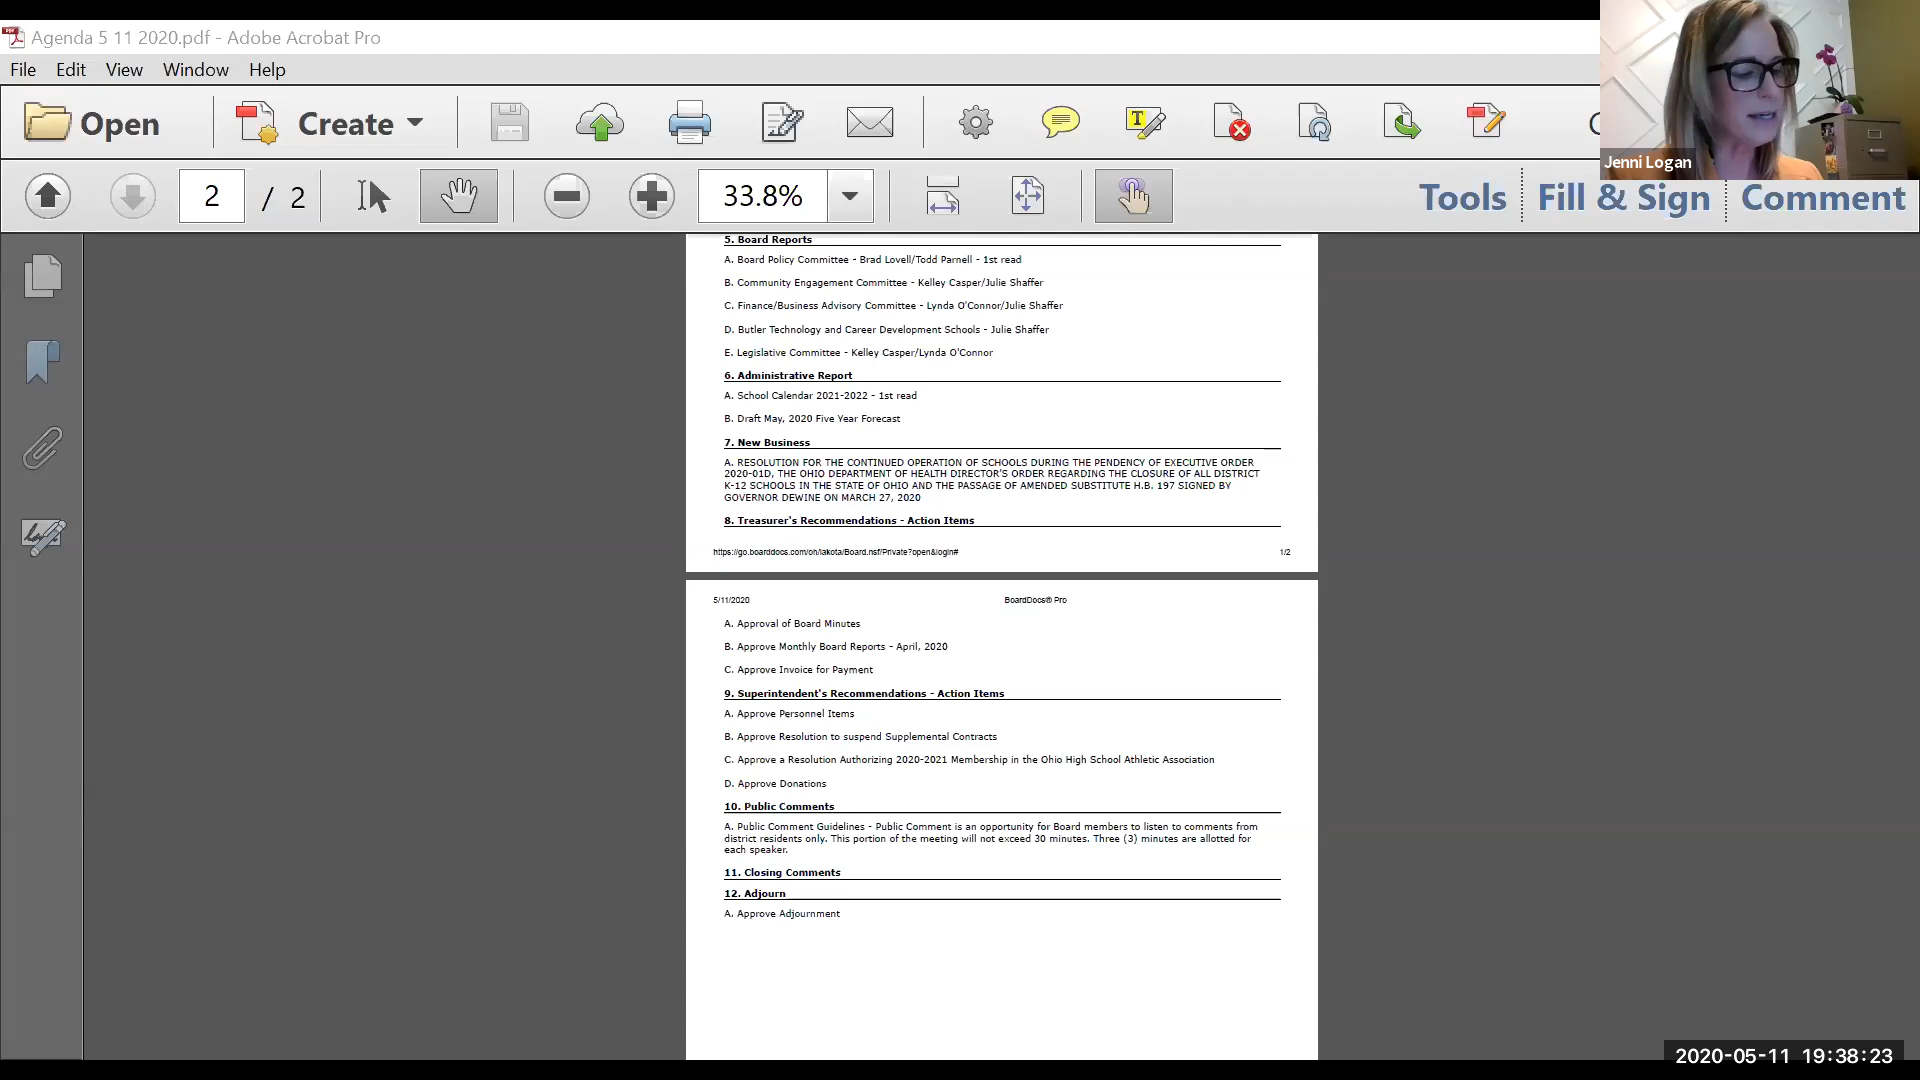 Agenda 5 11 2020.pdf - Adobe Acrobat Pro
File Edit View Window Help
Open Create
Jenni Logan
2 / 2 33.8% Tools Fill & Sign Comment
5. Board Reports
A. Board Policy Committee - Brad Lovell/Todd Parnell - 1st read
B. Community Engagement Committee - Kelley Casper/Julie Shaffer
C. Finance/Business Advisory Committee - Lynda O'Connor/Julie Shaffer
D. Butler Technology and Career Development Schools - Julie Shaffer
E. Legislative Committee - Kelley Casper/Lynda O'Connor
6. Administrative Report
A. School Calendar 2021-2022 - 1st read
B. Draft May, 2020 Five Year Forecast
7. New Business
A. RESOLUTION FOR THE CONTINUED OPERATION OF SCHOOLS DURING THE PENDENCY OF EXECUTIVE ORDER
2020-01D, THE OHIO DEPARTMENT OF HEALTH DIRECTOR'S ORDER REGARDING THE CLOSURE OF ALL DISTRICT
K-12 SCHOOLS IN THE STATE OF OHIO AND THE PASSAGE OF AMENDED SUBSTITUTE H.B. 197 SIGNED BY
GOVERNOR DEWINE ON MARCH 27, 2020
8. Treasurer's Recommendations - Action Items
https://go.boarddocs.com/oh/lakota/Board.nsf/Private?open&login# 1/2
5/11/2020 BoardDocs® Pro
A. Approval of Board Minutes
B. Approve Monthly Board Reports - April, 2020
C. Approve Invoice for Payment
9. Superintendent's Recommendations - Action Items
A. Approve Personnel Items
B. Approve Resolution to suspend Supplemental Contracts
C. Approve a Resolution Authorizing 2020-2021 Membership in the Ohio High School Athletic Association
D. Approve Donations
10. Public Comments
A. Public Comment Guidelines - Public Comment is an opportunity for Board members to listen to comments from
district residents only. This portion of the meeting will not exceed 30 minutes. Three (3) minutes are allotted for
each speaker.
11. Closing Comments
12. Adjourn
A. Approve Adjournment
2020-05-11 19:38:23